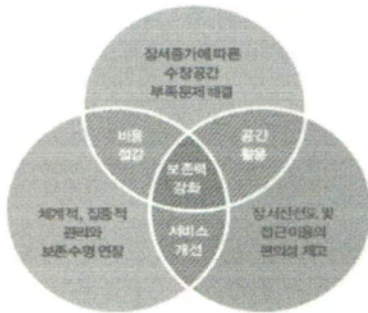 장서증가에 따른
수장공간
부족문제 해결
비용
절감
공간
활용
보존력
강화
체계적, 집중적
관리와
보존수명 연장
서비스
개선
장서신선도 및
접근이용의
편의성 제고